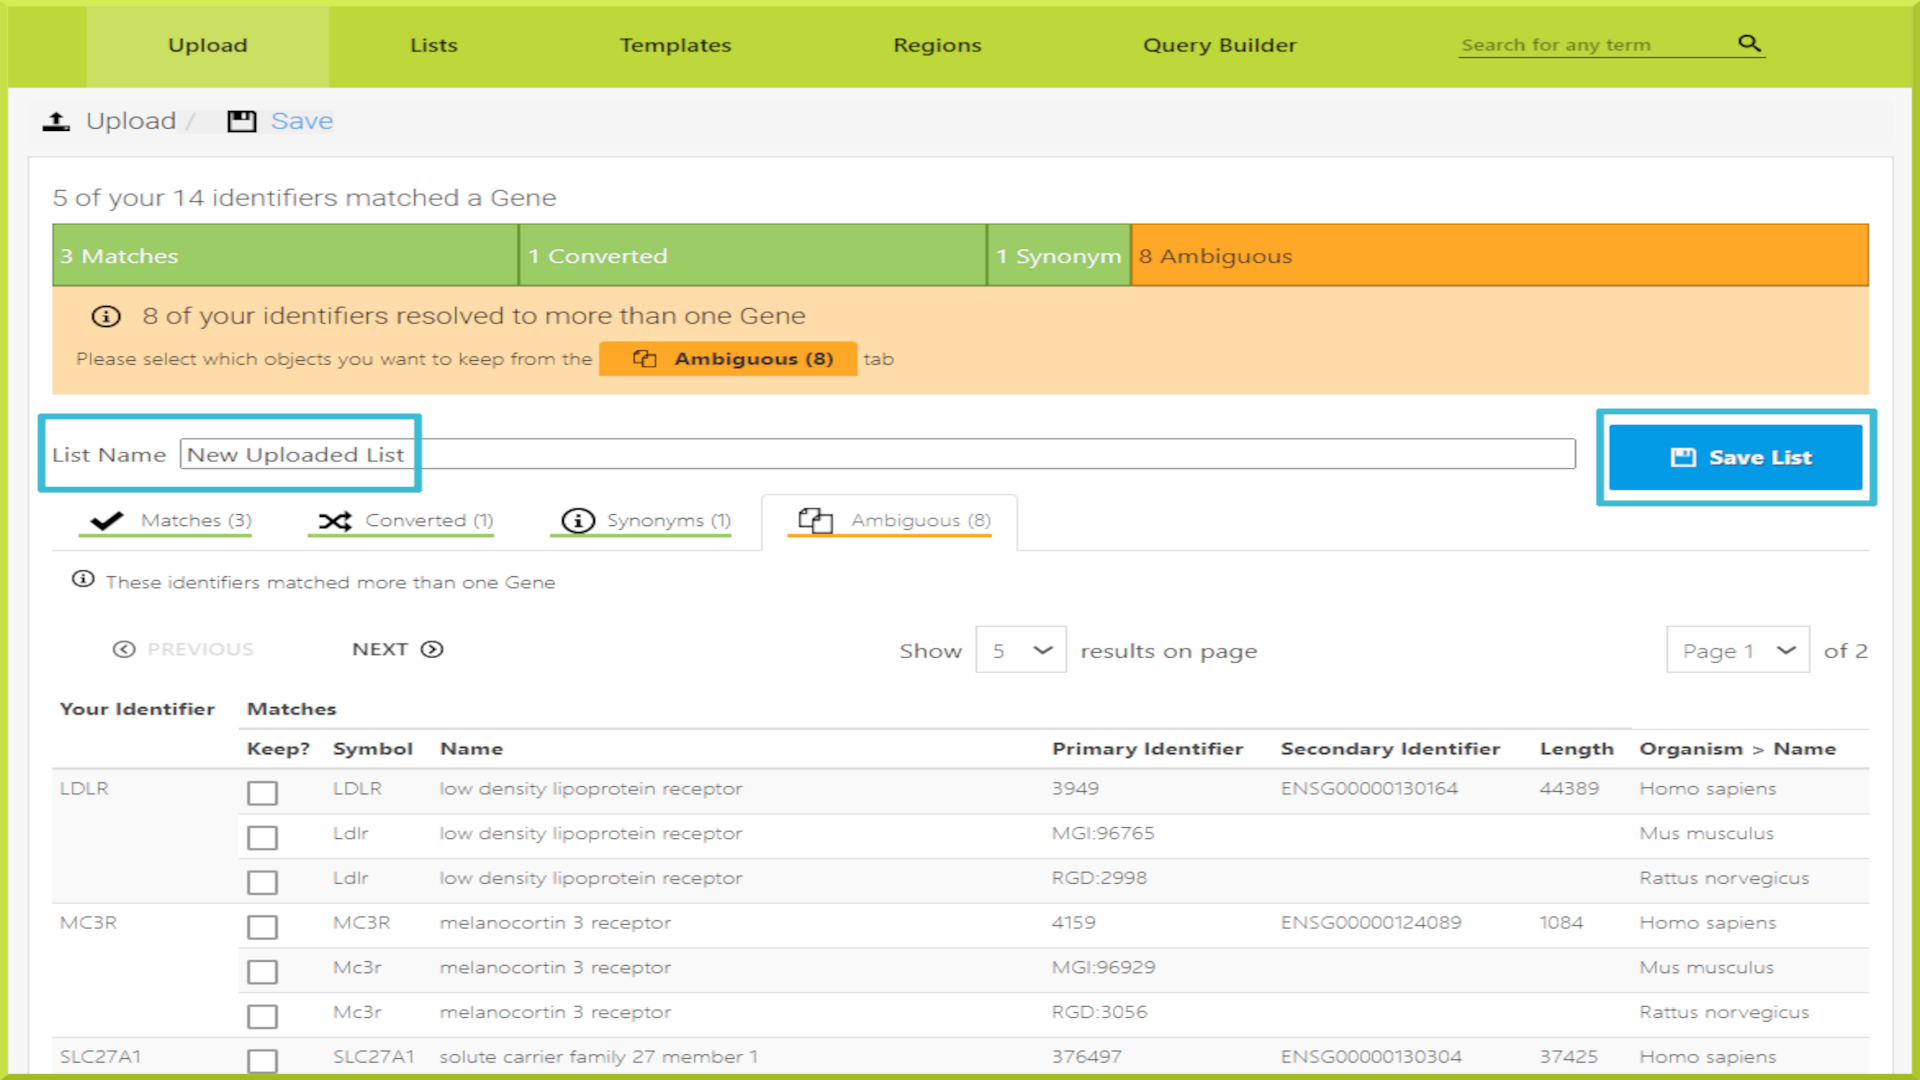 Upload Lists Templates Regions Query Builder Search for any term
Upload / Save
5 of your 14 identifiers matched a Gene
3 Matches 1 Converted 1 Synonym 8 Ambiguous
8 of your identifiers resolved to more than one Gene
Please select which objects you want to keep from the Ambiguous (8) tab
List Name New Uploaded List Save List
Matches (3) Converted (1) Synonyms (1) Ambiguous (8)
These identifiers matched more than one Gene
PREVIOUS NEXT Show 5 results on page Page 1 of 2
Your Identifier Matches
Keep? Symbol Name Primary Identifier Secondary Identifier Length Organism > Name
LDLR LDLR low density lipoprotein receptor 3949 ENSG00000130164 44389 Homo sapiens
Ldlr low density lipoprotein receptor MGI:96765 Mus musculus
Ldlr low density lipoprotein receptor RGD:2998 Rattus norvegicus
MC3R MC3R melanocortin 3 receptor 4159 ENSG00000124089 1084 Homo sapiens
Mc3r melanocortin 3 receptor MGI:96929 Mus musculus
Mc3r melanocortin 3 receptor RGD:3056 Rattus norvegicus
SLC27A1 SLC27A1 solute carrier family 27 member 1 376497 ENSG00000130304 37425 Homo sapiens